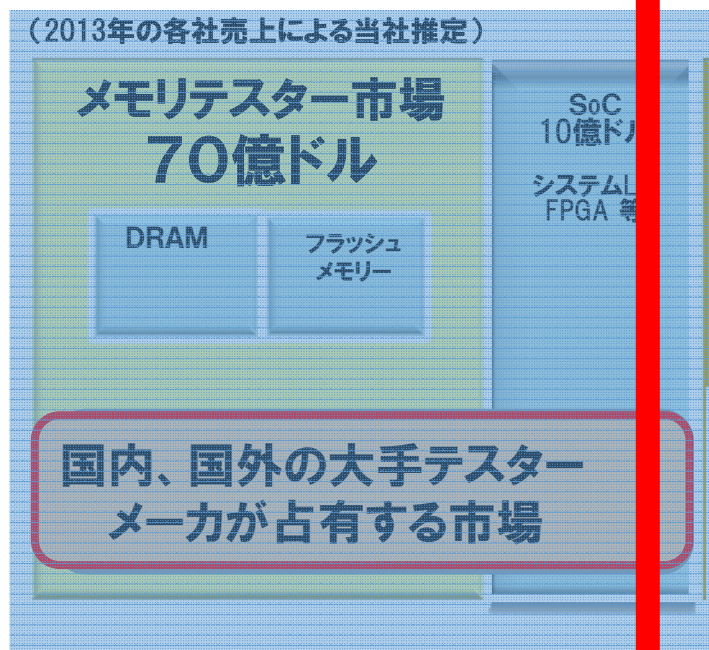 （2013年の各社売上による当社推定）
メモリテスター市場
７０億ドル
DRAM
フラッシュ
メモリー
SoC
10億ド
システム
FPGA
国内、国外の大手テスター
メーカが占有する市場